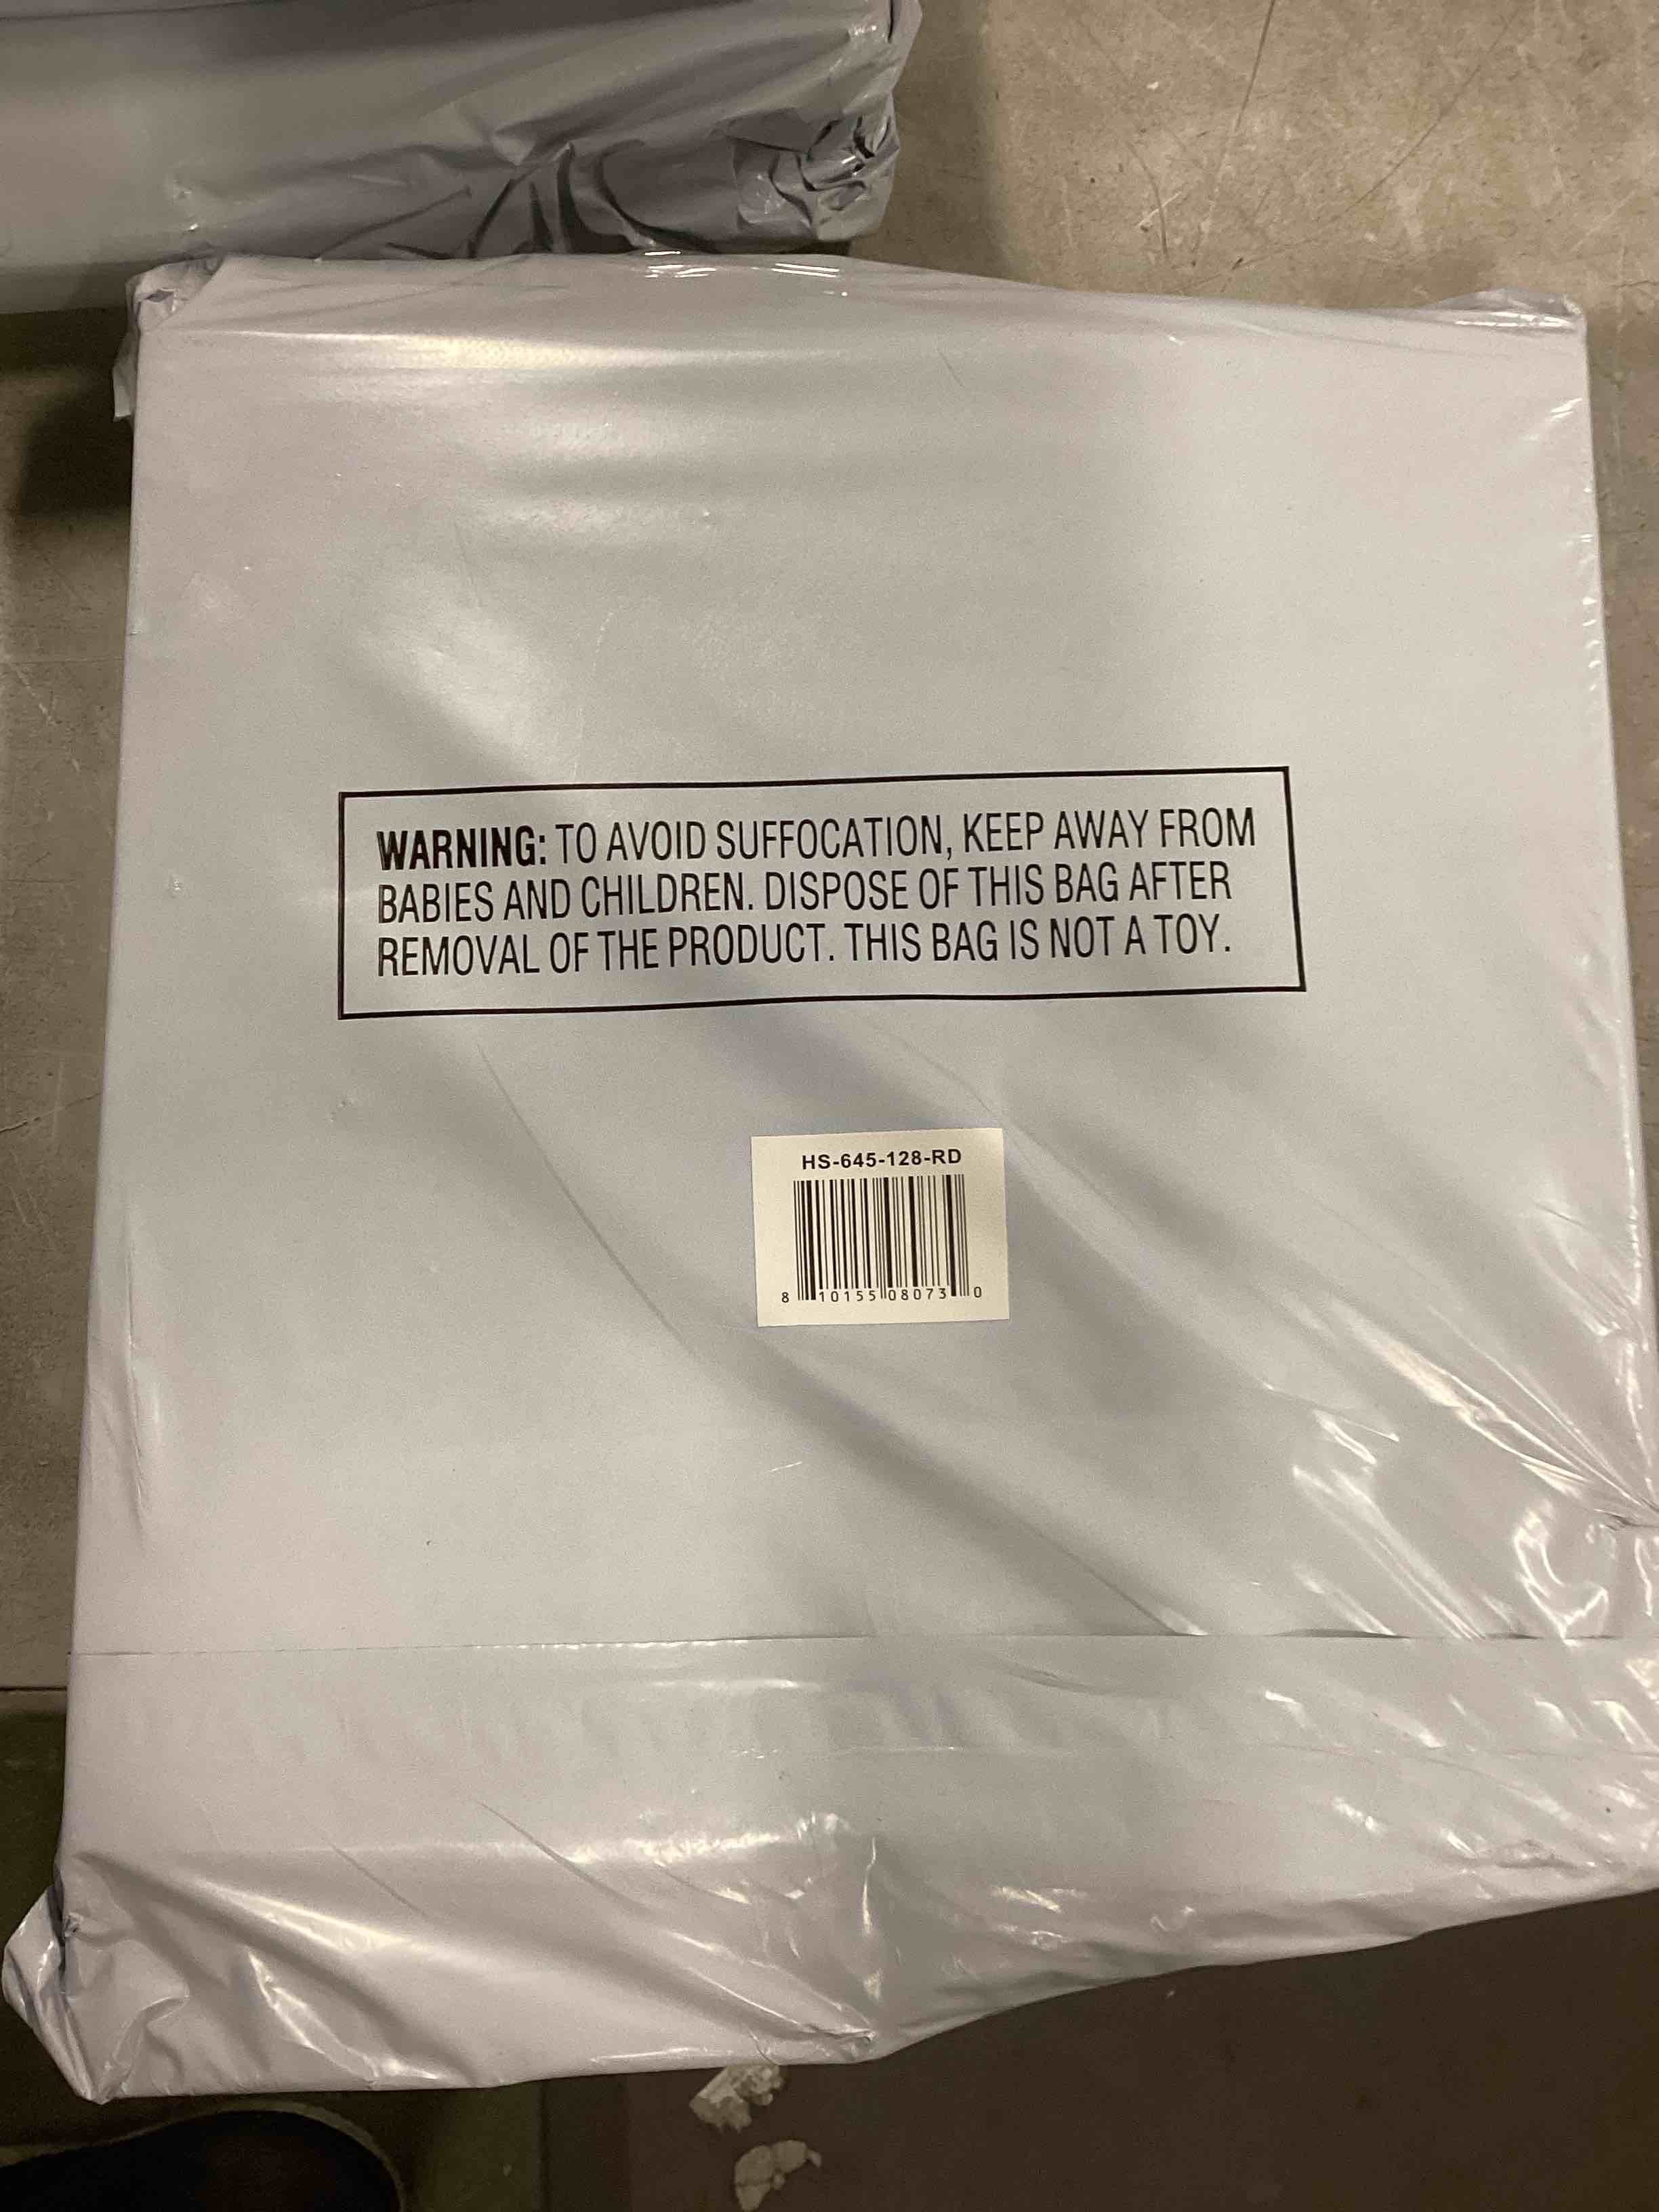 WARNING: TO AVOID SUFFOCATION, KEEP AWAY FROM
BABIES AND CHILDREN. DISPOSE OF THIS BAG AFTER
REMOVAL OF THE PRODUCT. THIS BAG IS NOT A TOY.
HS-645-128-RD
8 10155 08073 0